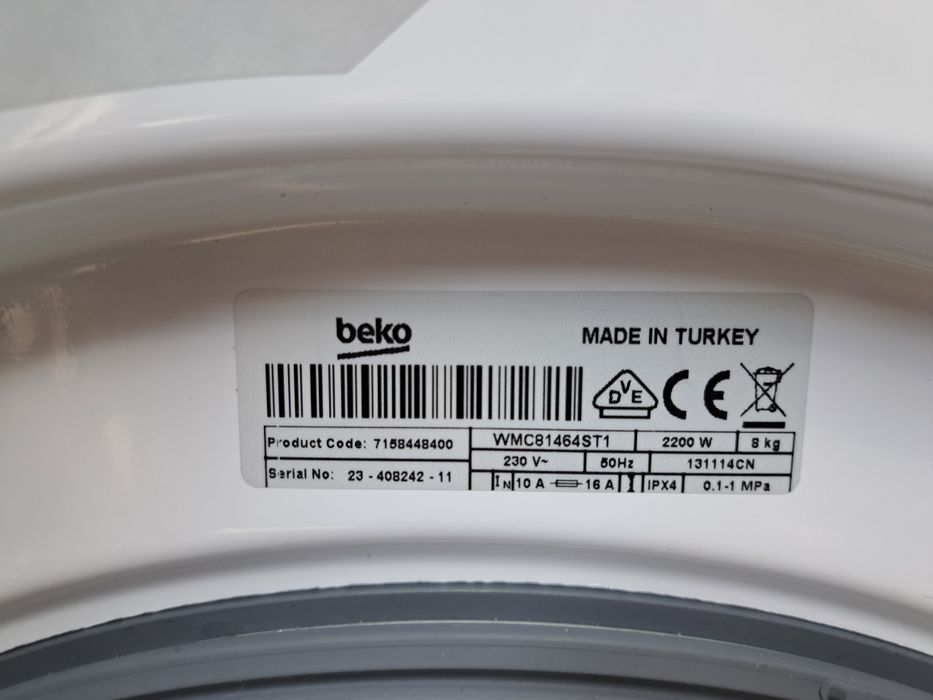 beko
MADE IN TURKEY
DVE
CE
Product Code: 7158448400
WMC81464ST1
2200 W
8 kg
230 V~
50Hz
131114CN
Serial No: 23 - 408242 - 11
IN 10 A 16 A
IPX4
0.1-1 MPa